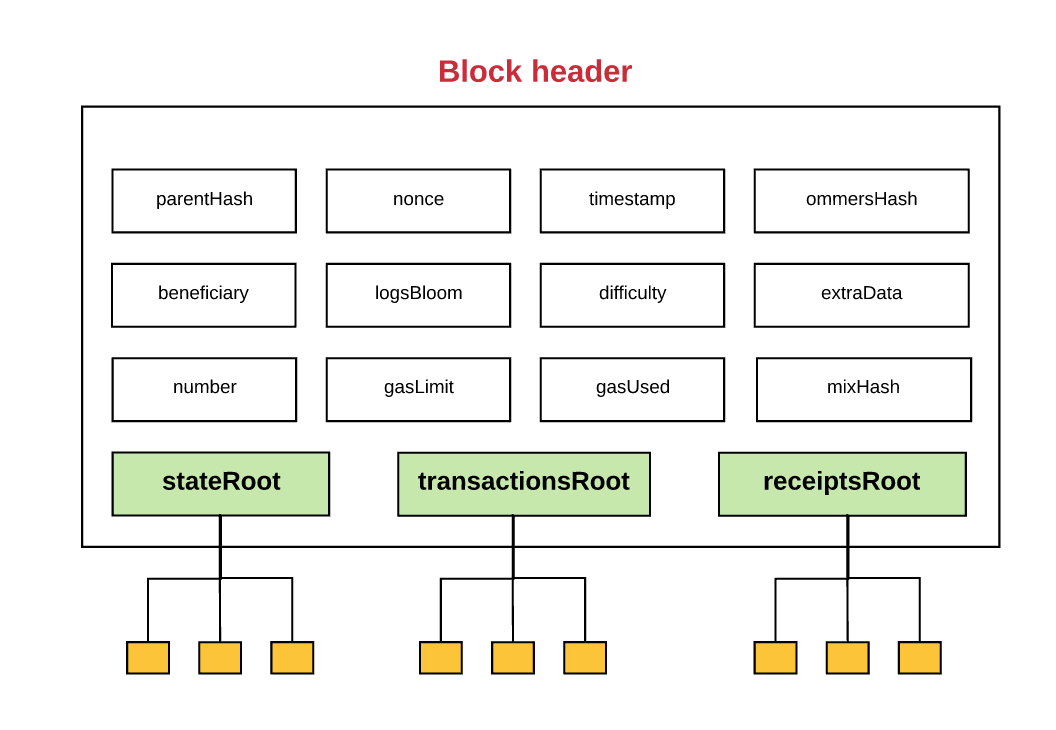 Block header
parentHash
nonce
timestamp
ommersHash
beneficiary
logsBloom
difficulty
extraData
number
gasLimit
gasUsed
mixHash
stateRoot
transactionsRoot
receiptsRoot